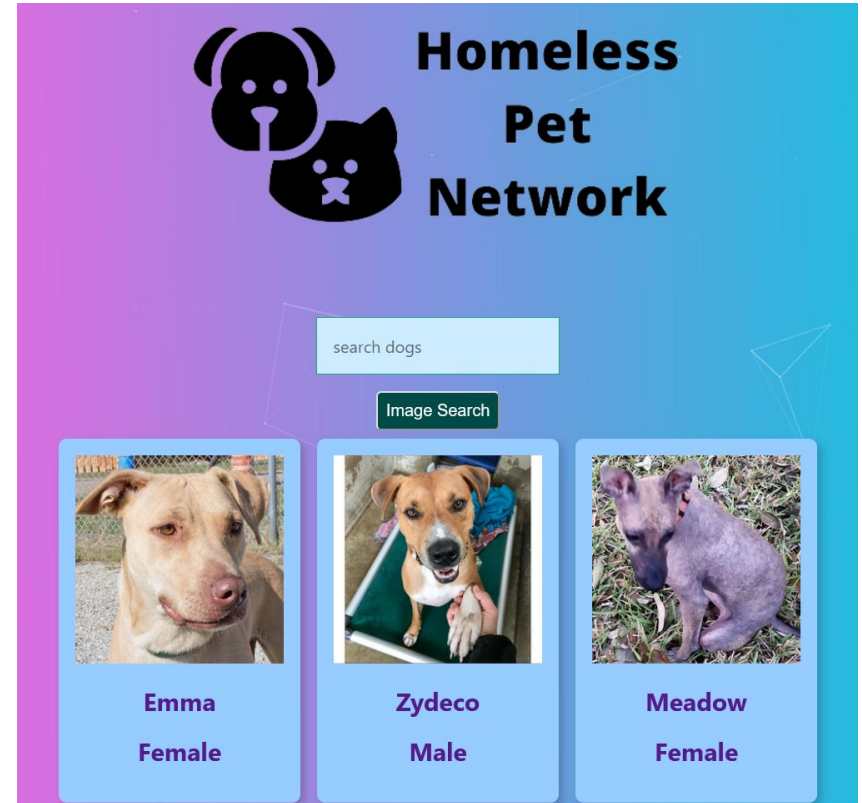 Homeless
Pet
Network
search dogs
Image Search
Emma
Female
Zydeco
Male
Meadow
Female